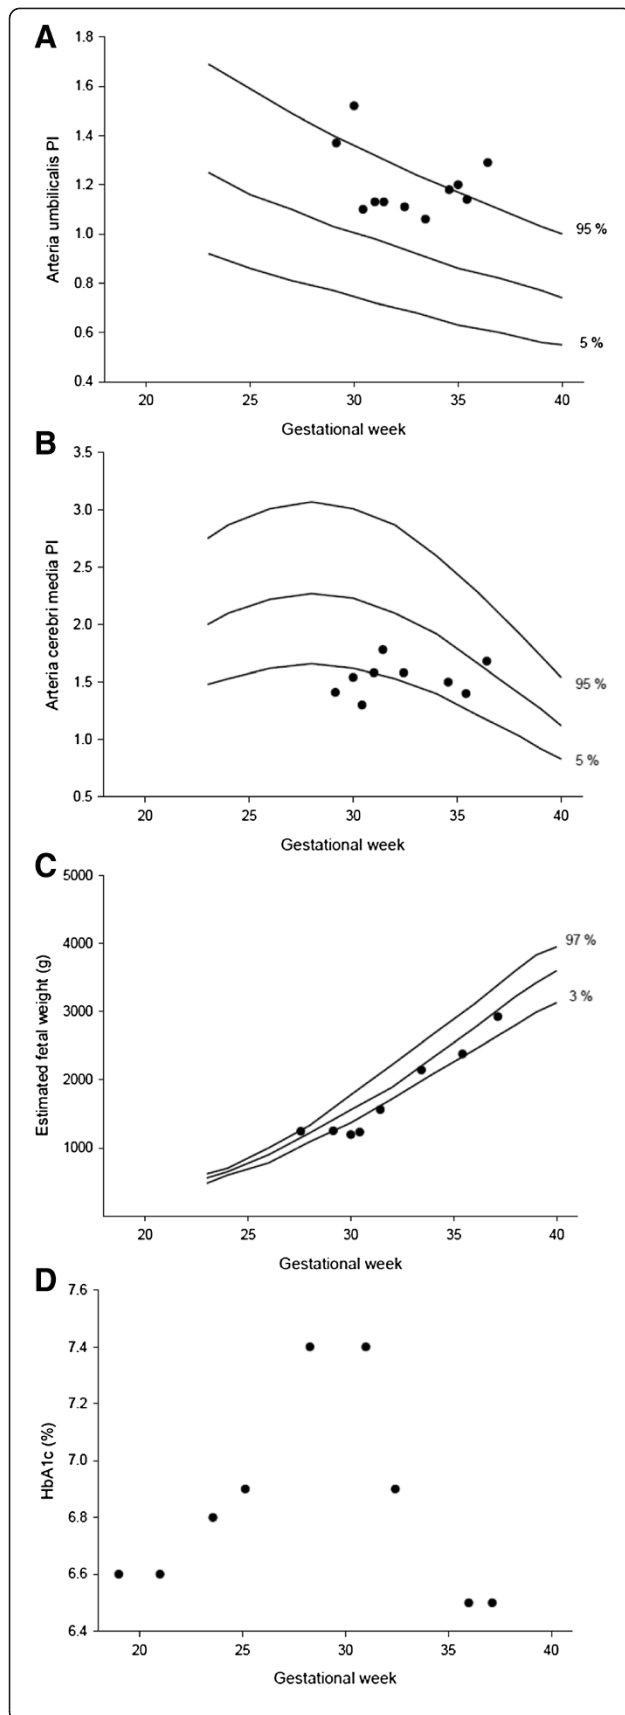 A
1.8
1.6
1.4
1.2
1.0
0.8
0.6
0.4
Arteria umbilicalis PI
95 %
5 %
20 25 30 35 40
Gestational week
B
3.5
3.0
2.5
2.0
1.5
1.0
0.5
Arteria cerebri media PI
95 %
5 %
20 25 30 35 40
Gestational week
C
5000
4000
3000
2000
1000
Estimated fetal weight (g)
97 %
3 %
20 25 30 35 40
Gestational week
D
7.6
7.4
7.2
7.0
6.8
6.6
6.4
HbA1c (%)
20 25 30 35 40
Gestational week